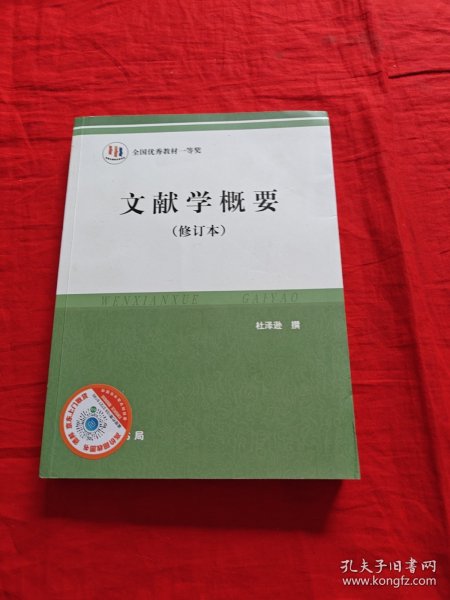 全国优秀教材一等奖
文献学概要
(修订本)
WENXIANXUE GAIYAO
杜泽逊 撰
书局
孔夫子旧书网
www.kongfz.com